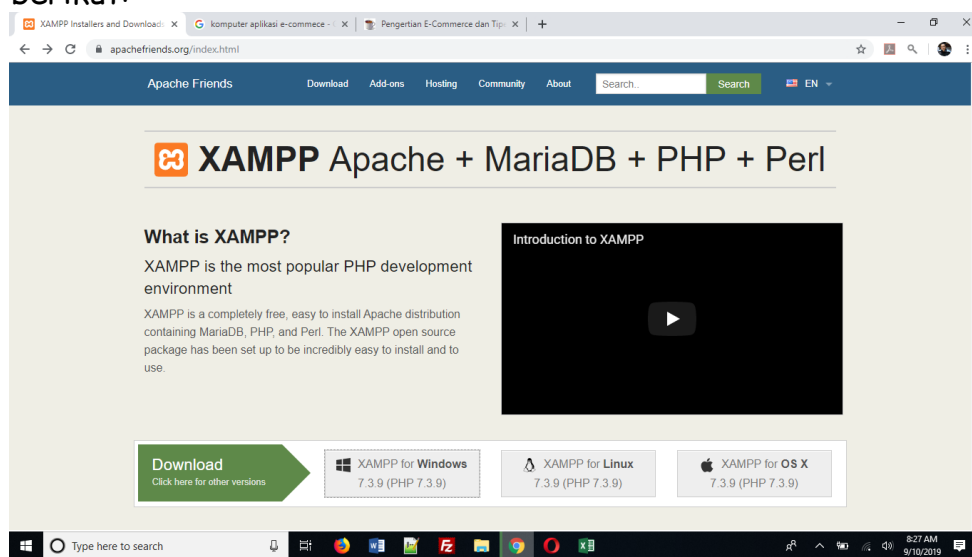 berikut:
XAMPP Installers and Download
komputer aplikasi e-commece -
Pengertian E-Commerce dan Tip
apachefriends.org/index.html
Apache Friends
Download Add-ons Hosting Community About Search.. Search EN
XAMPP Apache + MariaDB + PHP + Perl
What is XAMPP?
XAMPP is the most popular PHP development
environment
XAMPP is a completely free, easy to install Apache distribution
containing MariaDB, PHP, and Perl. The XAMPP open source
package has been set up to be incredibly easy to install and to
use.
Introduction to XAMPP
Download
Click here for other versions
XAMPP for Windows
7.3.9 (PHP 7.3.9)
XAMPP for Linux
7.3.9 (PHP 7.3.9)
XAMPP for OS X
7.3.9 (PHP 7.3.9)
Type here to search
8:27 AM
9/10/2019